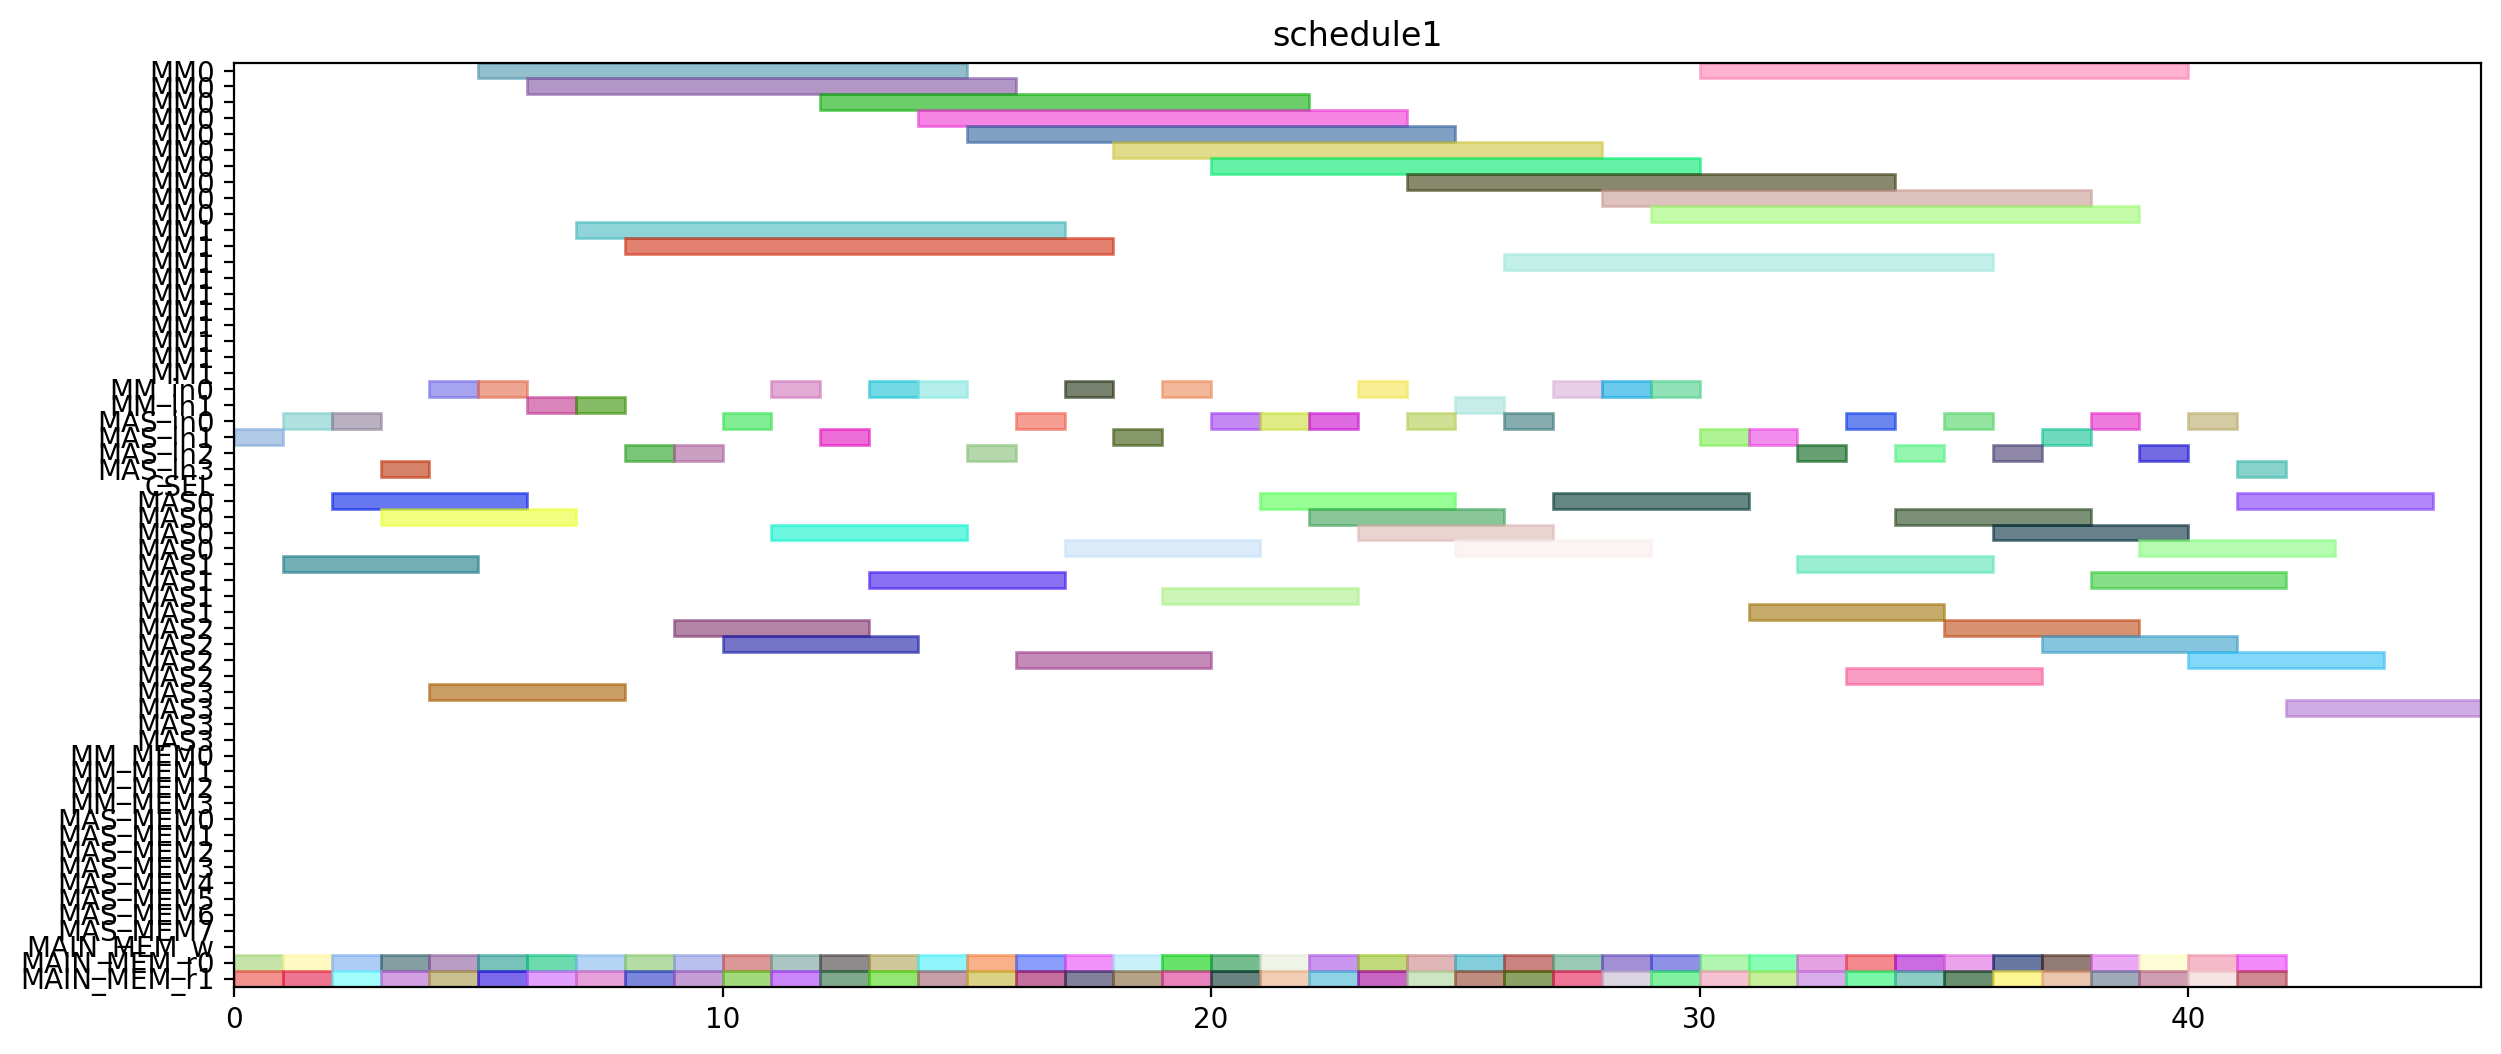 schedule1
MM0
MM0
MM0
MM0
MM0
MM0
MM0
MM0
MM0
MM0
MM1
MM1
MM1
MM1
MM1
MM1
MM1
MM1
MM1
MM1
MM_in0
MM_in1
MAS_in0
MAS_in1
MAS_in2
MAS_in3
CSEL
MAS0
MAS0
MAS0
MAS0
MAS1
MAS1
MAS1
MAS1
MAS2
MAS2
MAS2
MAS2
MAS3
MAS3
MAS3
MAS3
MM_MEM0
MM_MEM1
MM_MEM2
MM_MEM3
MAS_MEM0
MAS_MEM1
MAS_MEM2
MAS_MEM3
MAS_MEM4
MAS_MEM5
MAS_MEM6
MAS_MEM7
MAIN_MEM_w
MAIN_MEM_r0
MAIN_MEM_r1
0 10 20 30 40